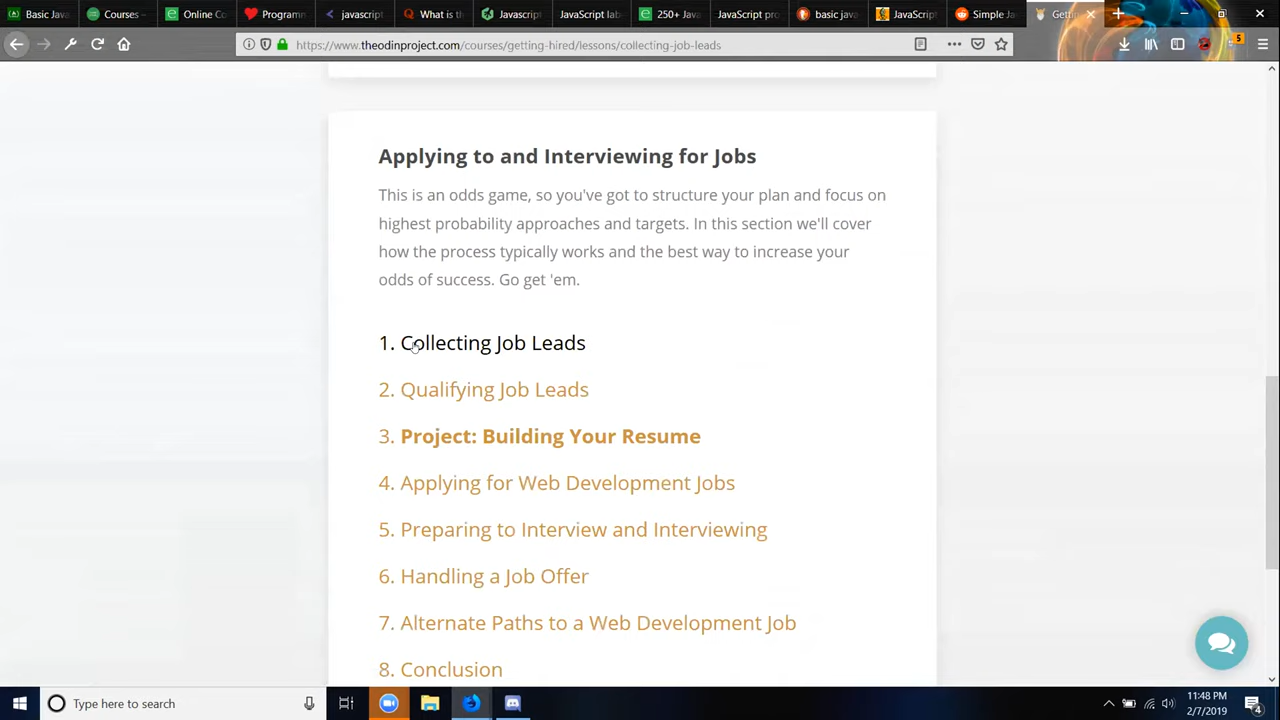 Basic Jav
Courses –
Online Co
Programm
javascript
What is th
Javascript
JavaScript lab
250+ Java
JavaScript pro
basic java
JavaScript
Simple Ja
Getti
https://www.theodinproject.com/courses/getting-hired/lessons/collecting-job-leads
5
Applying to and Interviewing for Jobs
This is an odds game, so you've got to structure your plan and focus on
highest probability approaches and targets. In this section we'll cover
how the process typically works and the best way to increase your
odds of success. Go get 'em.
1. Collecting Job Leads
2. Qualifying Job Leads
3. Project: Building Your Resume
4. Applying for Web Development Jobs
5. Preparing to Interview and Interviewing
6. Handling a Job Offer
7. Alternate Paths to a Web Development Job
8. Conclusion
Type here to search
11:48 PM
2/7/2019
4